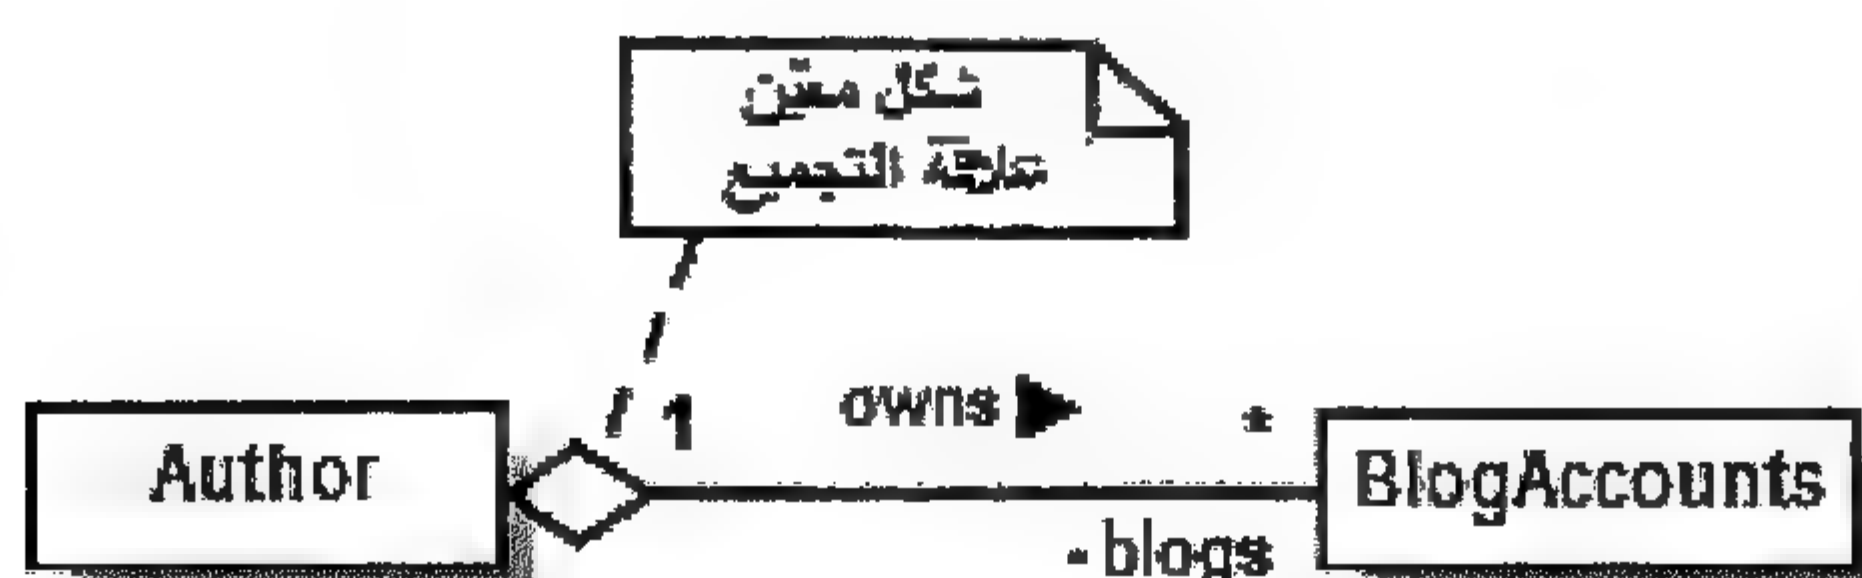 شكل معيّن
علاقة التجميع
1
owns
*
Author
BlogAccounts
- blogs